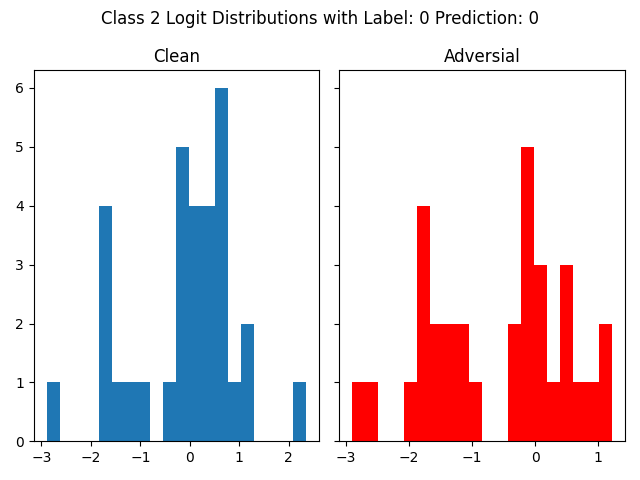 Class 2 Logit Distributions with Label: 0 Prediction: 0
Clean
Adversial
6
5
4
3
2
1
0
−3 −2 −1 0 1 2
−3 −2 −1 0 1